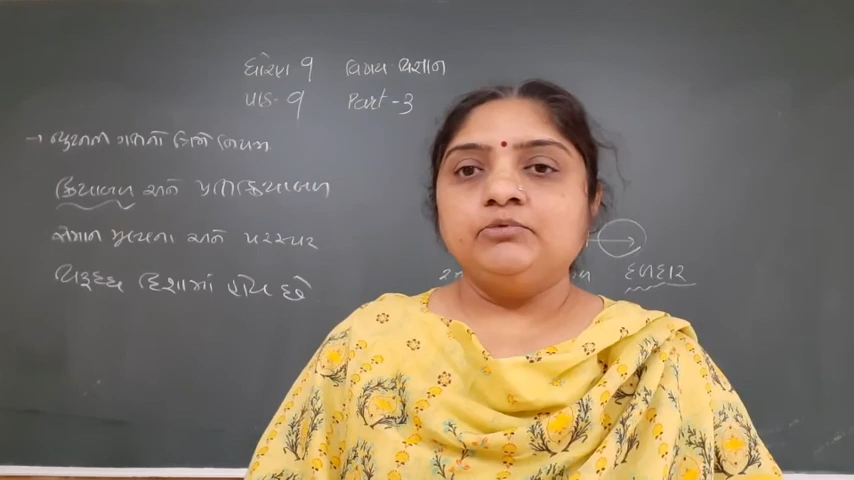 ધોરણ 9 વિષય વિજ્ઞાન
પાઠ - 9 Part - 3
→ ન્યુટનનો ગતિનો ત્રીજો નિયમ
ક્રિયાબળ અને પ્રતિક્રિયાબળ
સમાન મુલ્યના અને પરસ્પર
વિરૂદ્ધ દિશામાં હોય છે